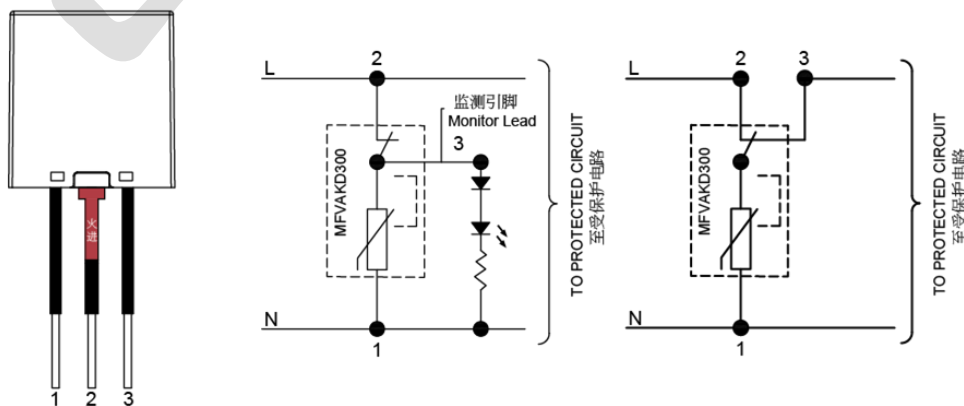 火进
1 2 3
L
2
监测引脚
Monitor Lead
3
MFVAKD300
N
1
TO PROTECTED CIRCUIT
至受保护电路
L
2
3
MFVAKD300
N
1
TO PROTECTED CIRCUIT
至受保护电路